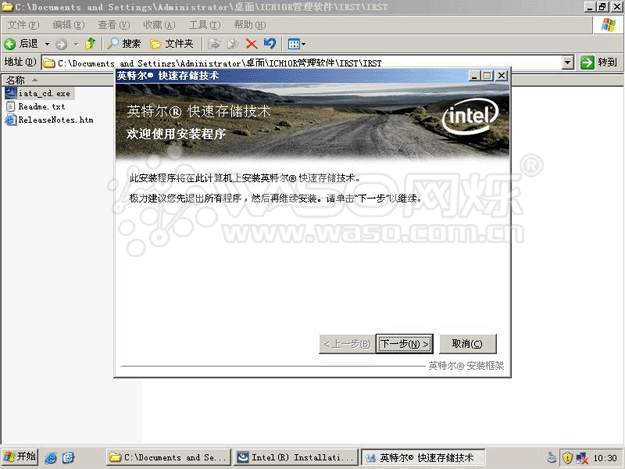 C:\Documents and Settings\Administrator\桌面\ICH10R管理软件\IRST\IRST
文件(F) 编辑(E) 查看(V) 收藏(A) 工具(T) 帮助(H)
后退 搜索 文件夹
地址(D) C:\Documents and Settings\Administrator\桌面\ICH10R管理软件\IRST\IRST 转到
名称
iata_cd.exe
Readme.txt
ReleaseNotes.htm
英特尔® 快速存储技术
英特尔® 快速存储技术
欢迎使用安装程序
intel
此安装程序将在此计算机上安装英特尔® 快速存储技术。
极力建议您先退出所有程序，然后再继续安装。请单击“下一步”以继续。
WASO网烁®
www.waso.com.cn
< 上一步(B) 下一步(N) > 取消(C)
英特尔® 安装框架
开始 C:\Documents and Se... Intel(R) Installati... 英特尔® 快速存储技术 10:30